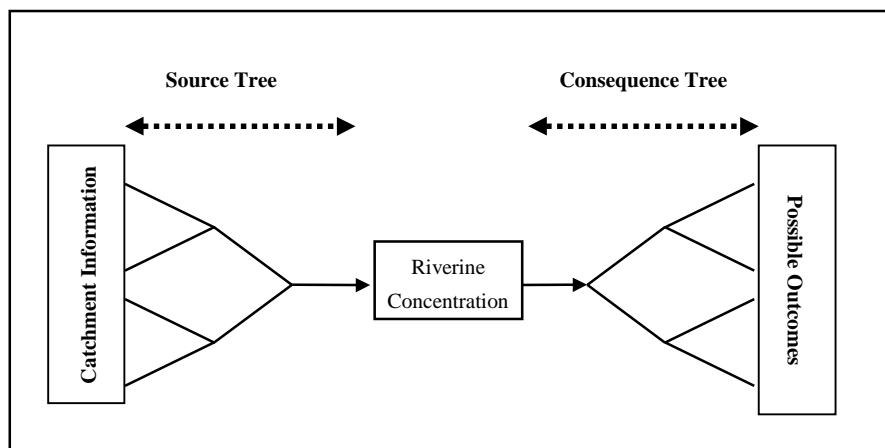 Source Tree
Consequence Tree
Catchment Information
Riverine
Concentration
Possible Outcomes